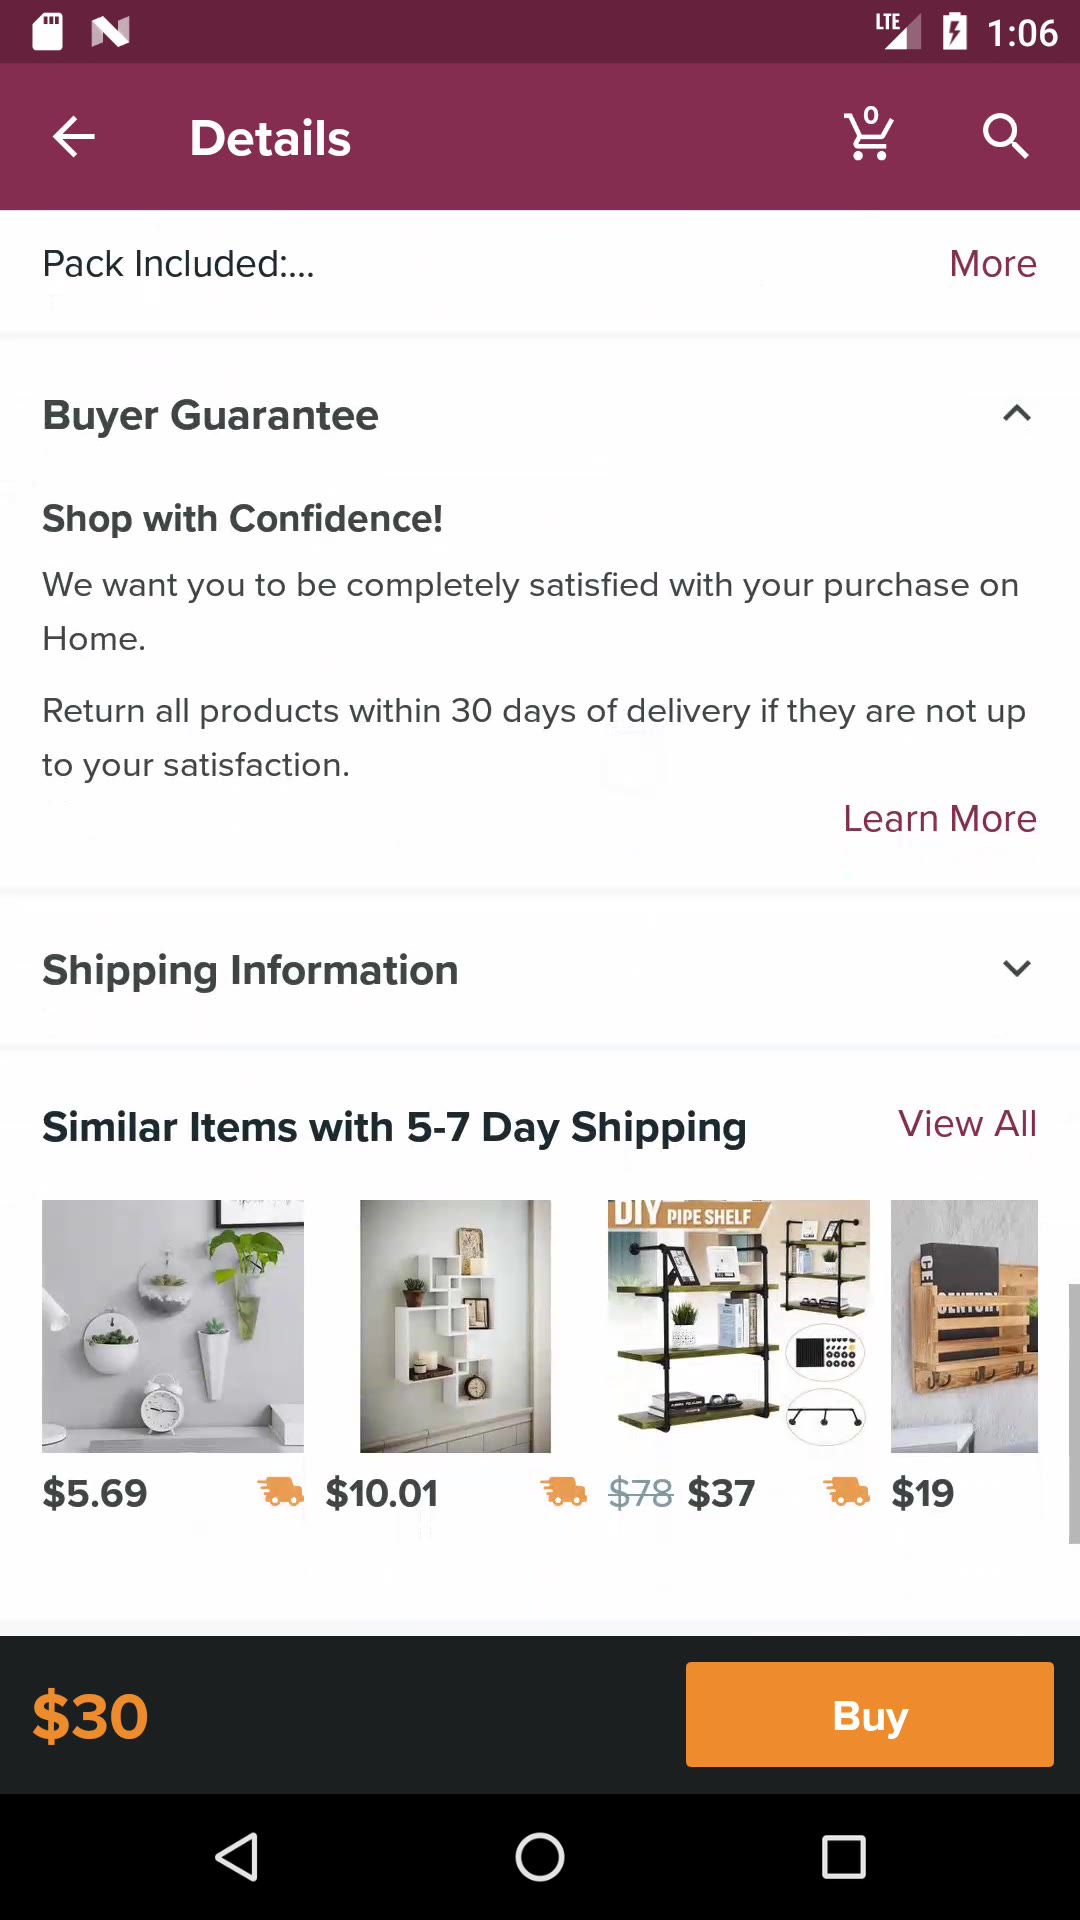 LTE 1:06
Details 0
Pack Included:... More
Buyer Guarantee
Shop with Confidence!
We want you to be completely satisfied with your purchase on
Home.
Return all products within 30 days of delivery if they are not up
to your satisfaction.
Learn More
Shipping Information
Similar Items with 5-7 Day Shipping View All
DIY PIPE SHELF
CENTURY
$5.69 $10.01 $78 $37 $19
$30 Buy